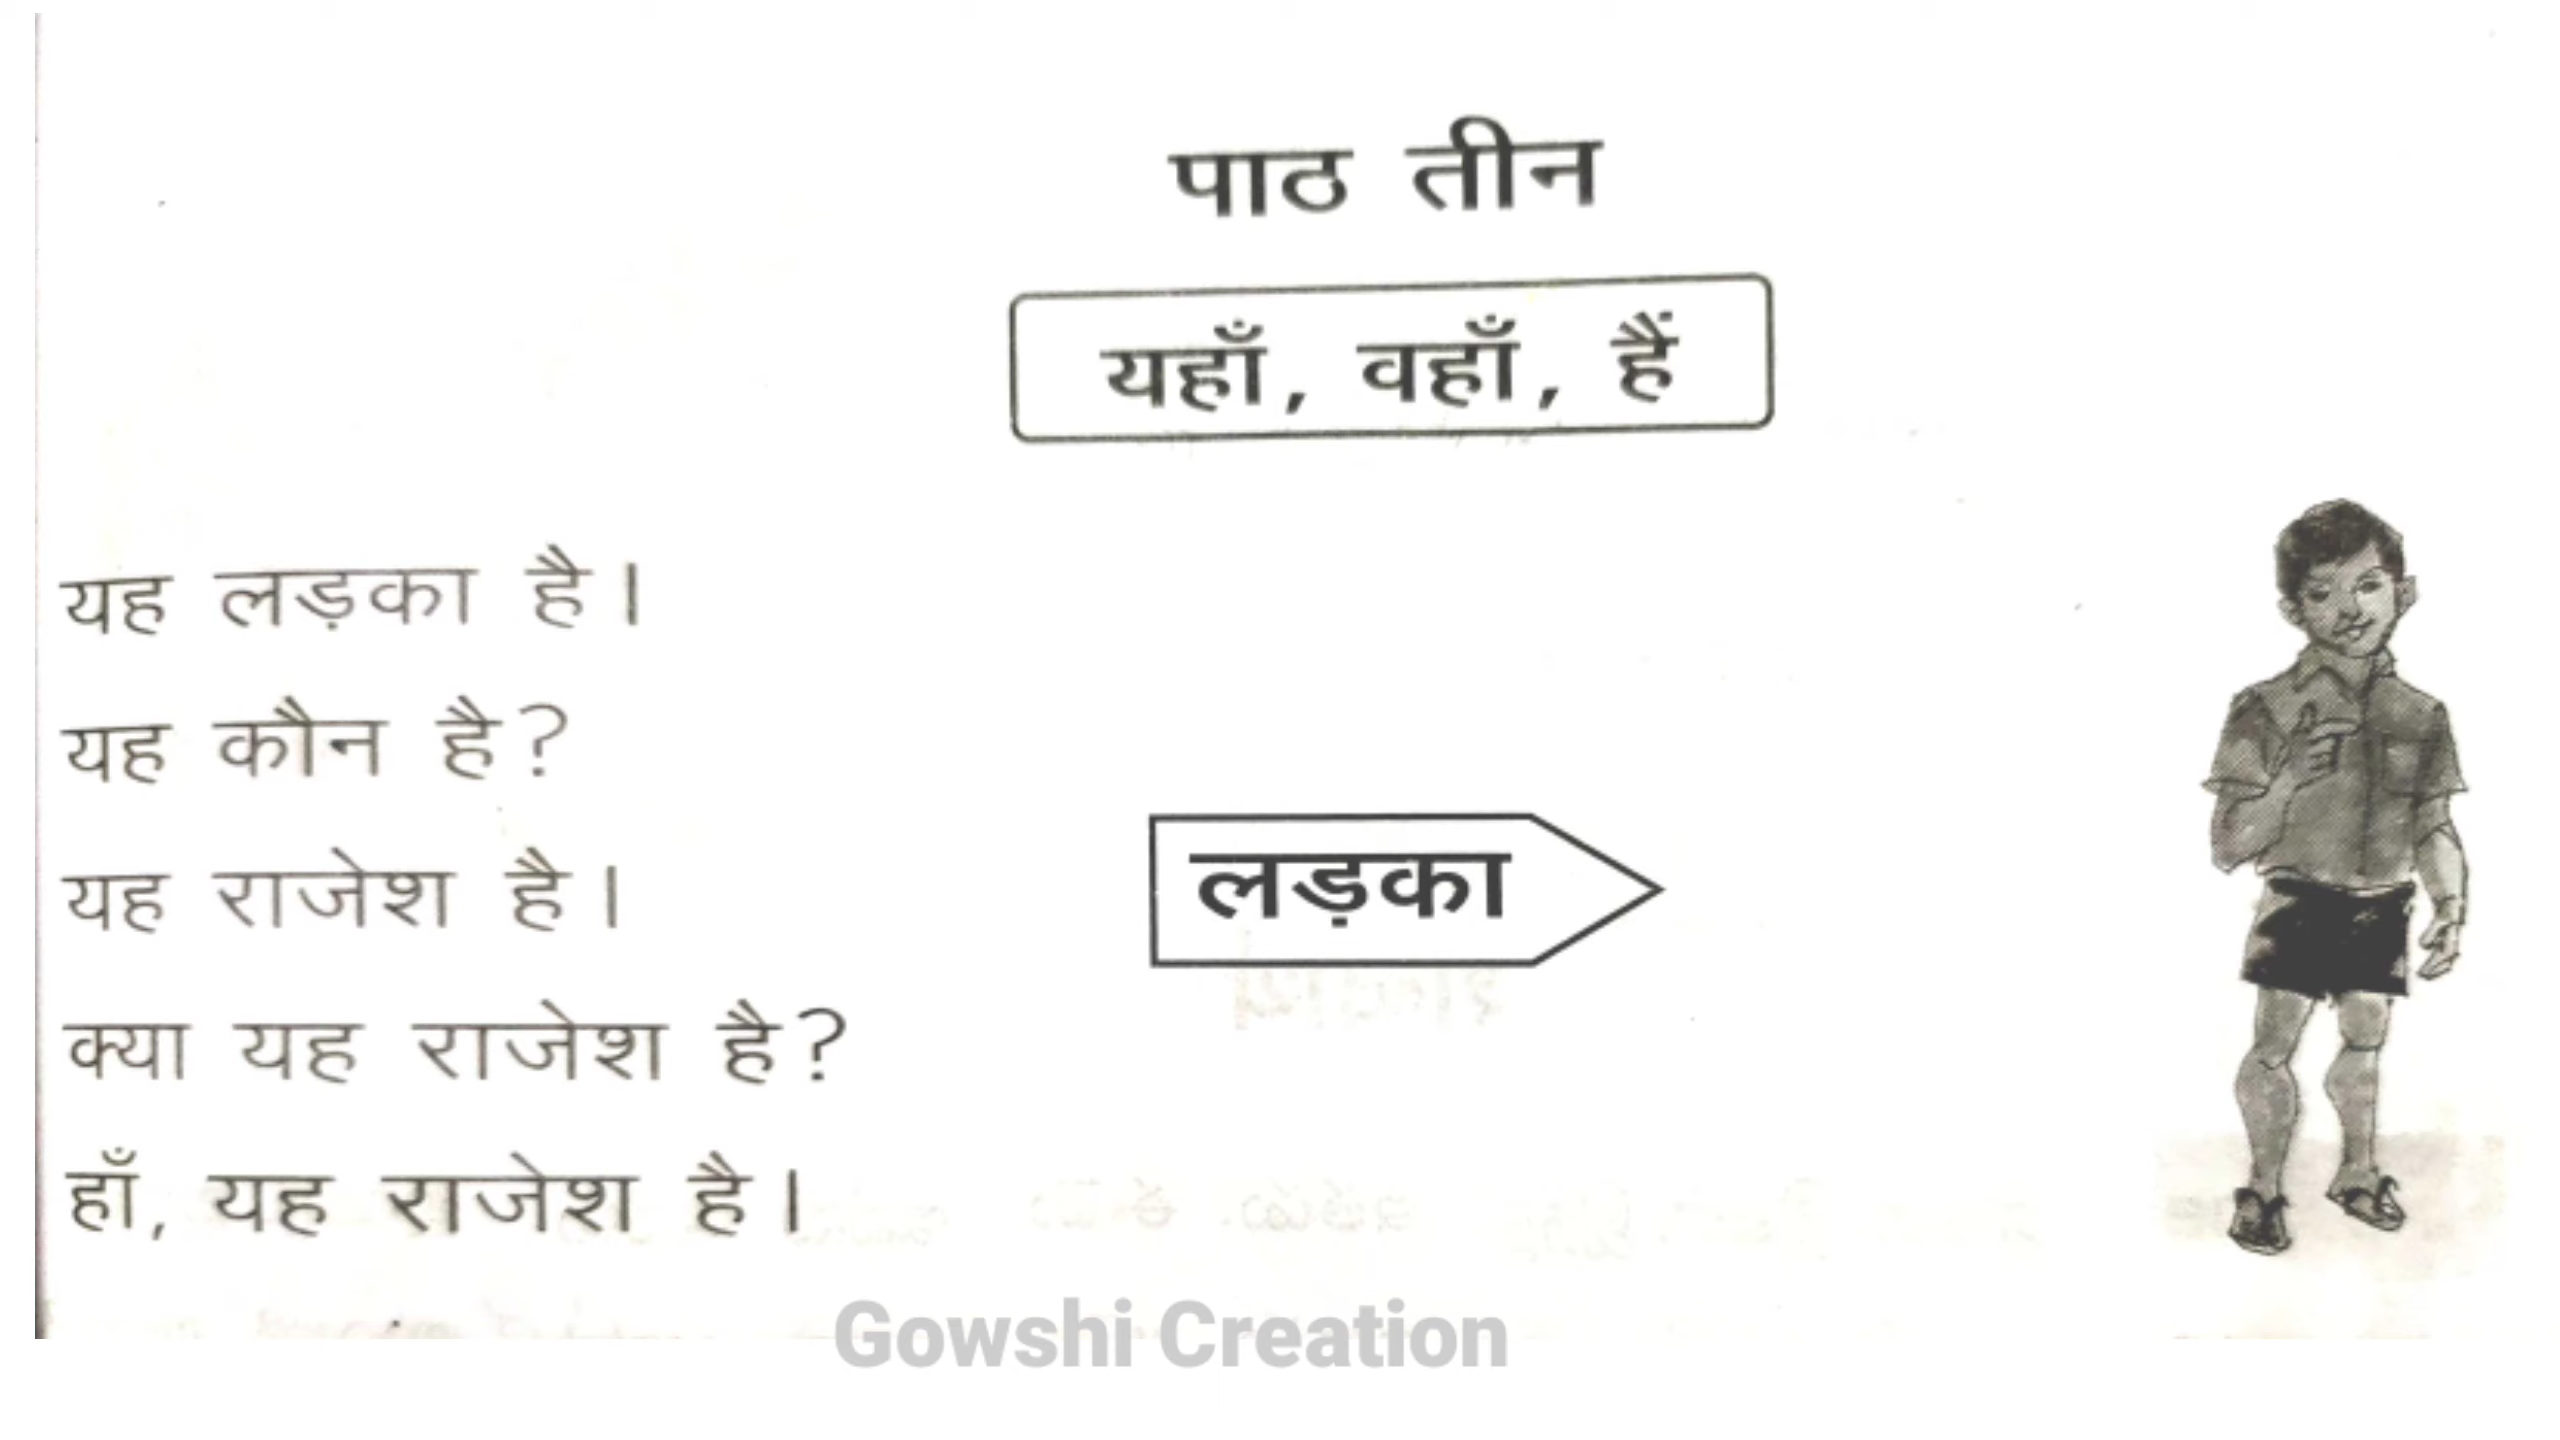 पाठ तीन
यहाँ, वहाँ, हैं
यह लड़का है।
यह कौन है?
यह राजेश है।
लड़का
क्या यह राजेश है?
हाँ, यह राजेश है।
Gowshi Creation